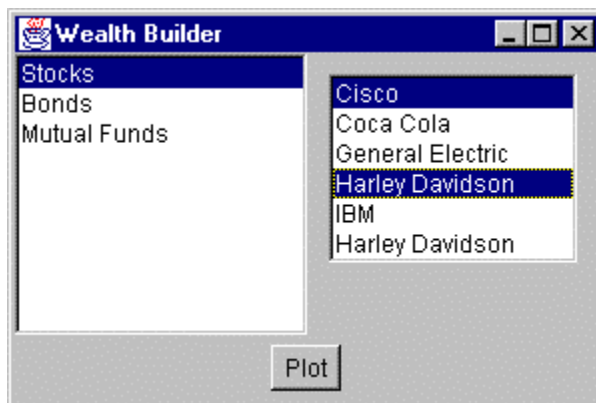 Wealth Builder
Stocks
Bonds
Mutual Funds
Cisco
Coca Cola
General Electric
Harley Davidson
IBM
Harley Davidson
Plot